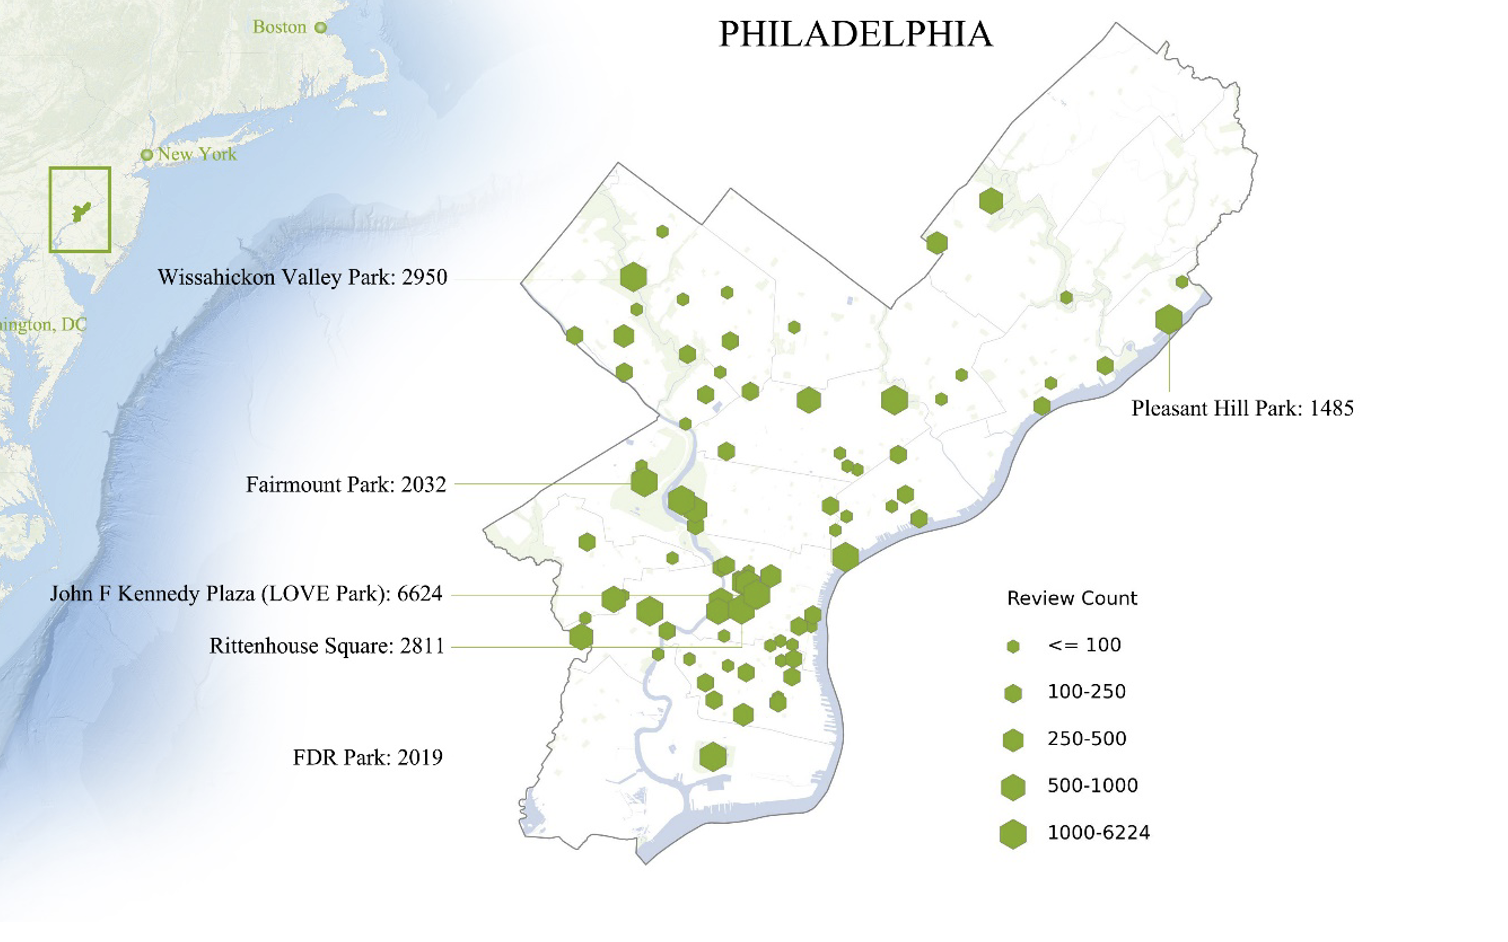 Boston
PHILADELPHIA
New York
Wissahickon Valley Park: 2950
ington, DC
Pleasant Hill Park: 1485
Fairmount Park: 2032
John F Kennedy Plaza (LOVE Park): 6624
Review Count
Rittenhouse Square: 2811
<= 100
100-250
250-500
FDR Park: 2019
500-1000
1000-6224